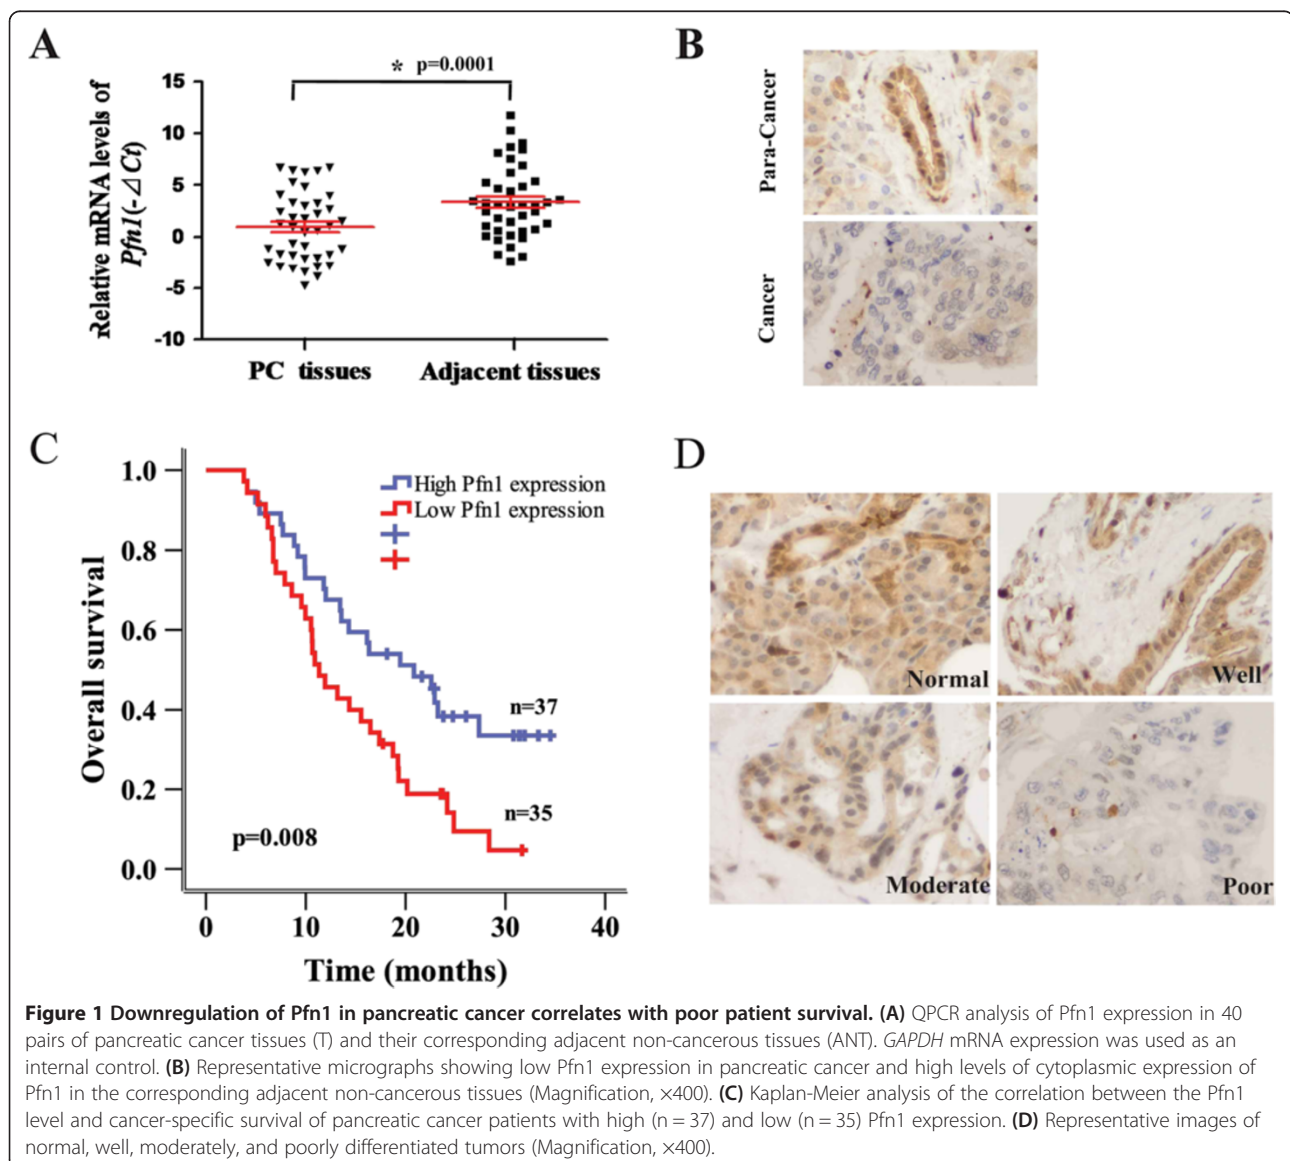 A
* p=0.0001
Relative mRNA levels of
Pfn1(-⊿Ct)
15
10
5
0
-5
-10
PC tissues
Adjacent tissues
B
Para-Cancer
Cancer
C
Overall survival
1.0
0.8
0.6
0.4
0.2
0.0
High Pfn1 expression
Low Pfn1 expression
n=37
n=35
p=0.008
0 10 20 30 40
Time (months)
D
Normal
Well
Moderate
Poor
Figure 1 Downregulation of Pfn1 in pancreatic cancer correlates with poor patient survival. (A) QPCR analysis of Pfn1 expression in 40
pairs of pancreatic cancer tissues (T) and their corresponding adjacent non-cancerous tissues (ANT). GAPDH mRNA expression was used as an
internal control. (B) Representative micrographs showing low Pfn1 expression in pancreatic cancer and high levels of cytoplasmic expression of
Pfn1 in the corresponding adjacent non-cancerous tissues (Magnification, ×400). (C) Kaplan-Meier analysis of the correlation between the Pfn1
level and cancer-specific survival of pancreatic cancer patients with high (n = 37) and low (n = 35) Pfn1 expression. (D) Representative images of
normal, well, moderately, and poorly differentiated tumors (Magnification, ×400).